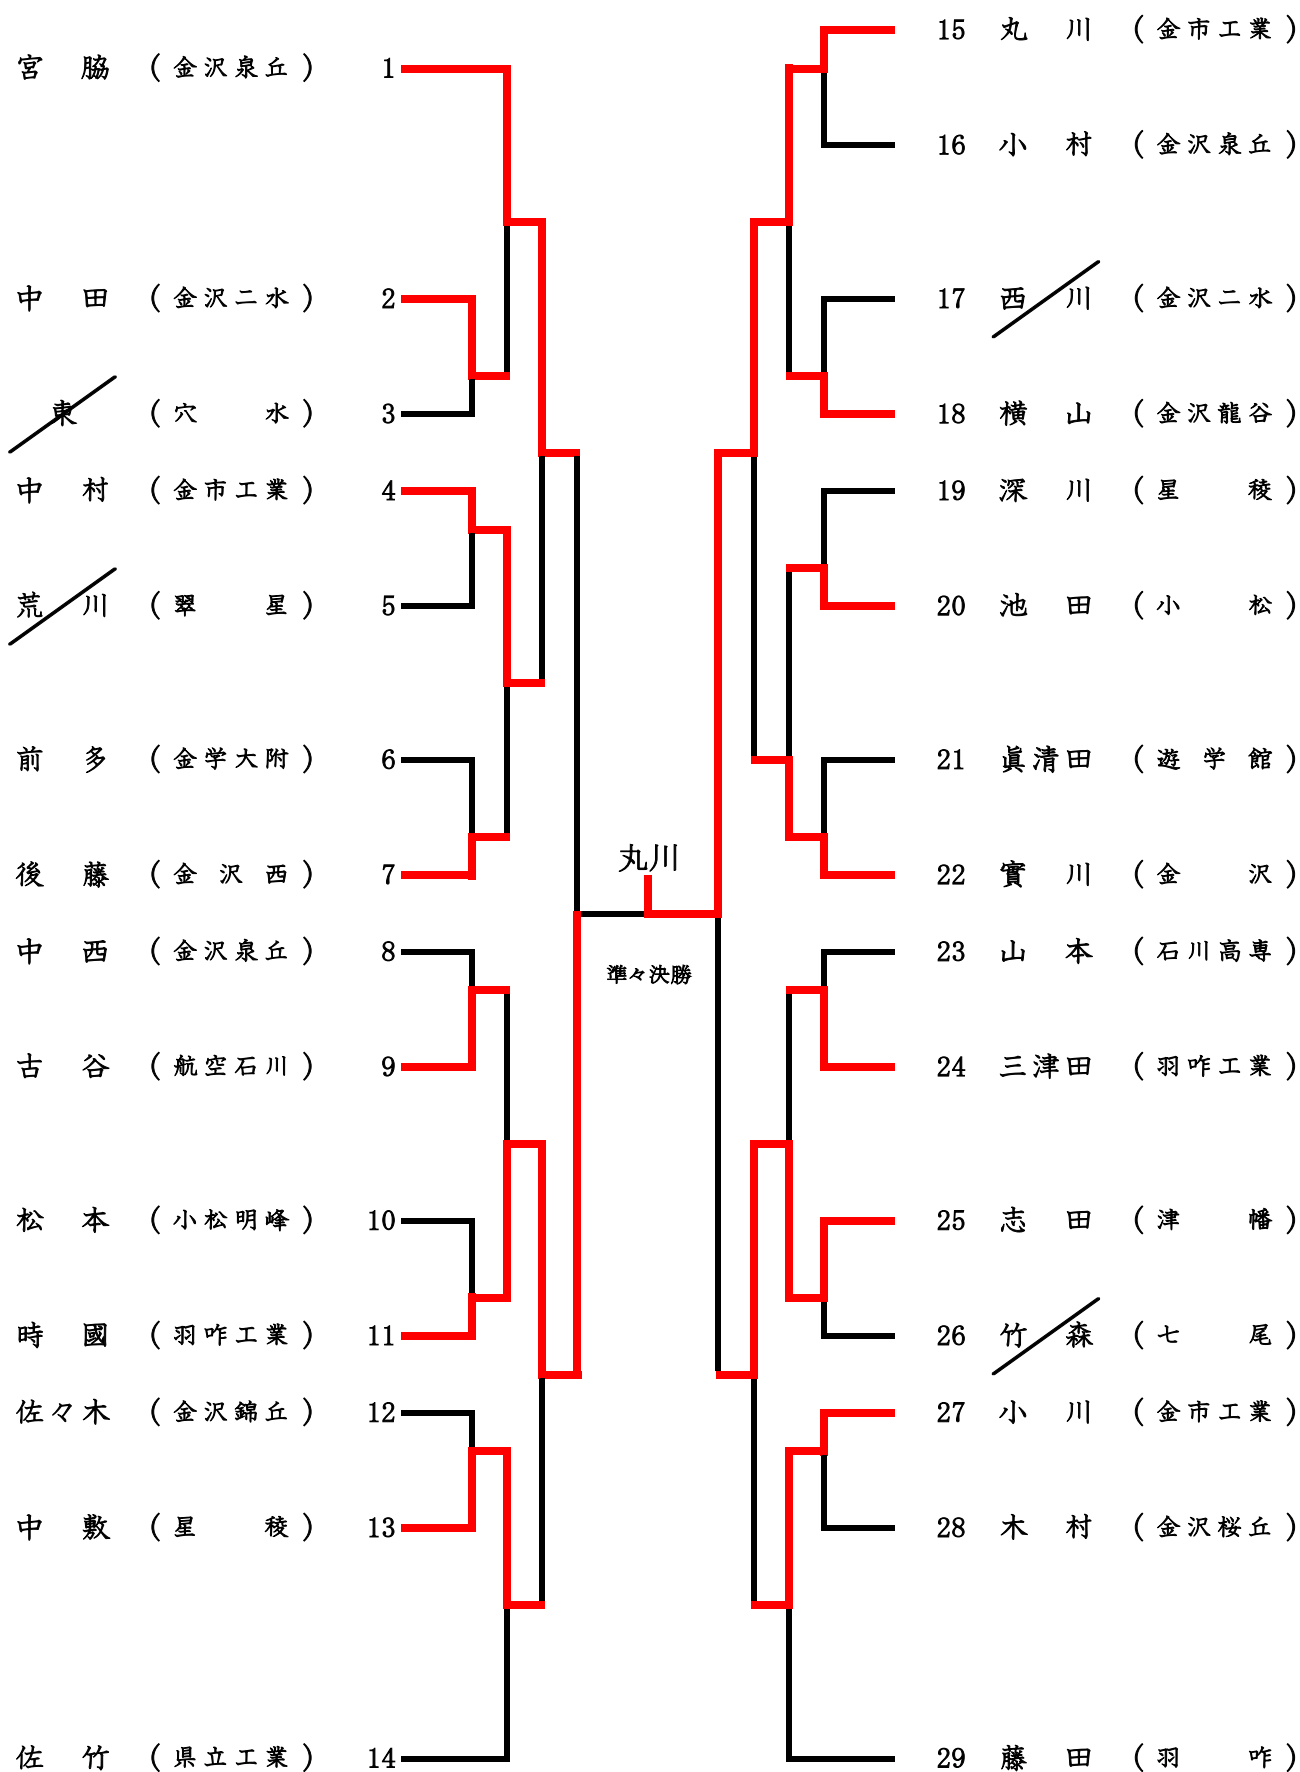 宮脇（金沢泉丘） 1
中田（金沢二水） 2
東（穴水） 3
中村（金市工業） 4
荒川（翠星） 5
前多（金学大附） 6
後藤（金沢西） 7
中西（金沢泉丘） 8
古谷（航空石川） 9
松本（小松明峰） 10
時國（羽咋工業） 11
佐々木（金沢錦丘） 12
中敷（星稜） 13
佐竹（県立工業） 14
丸川
準々決勝
15 丸川（金市工業）
16 小村（金沢泉丘）
17 西川（金沢二水）
18 横山（金沢龍谷）
19 深川（星稜）
20 池田（小松）
21 眞清田（遊学館）
22 實川（金沢）
23 山本（石川高専）
24 三津田（羽咋工業）
25 志田（津幡）
26 竹森（七尾）
27 小川（金市工業）
28 木村（金沢桜丘）
29 藤田（羽咋）